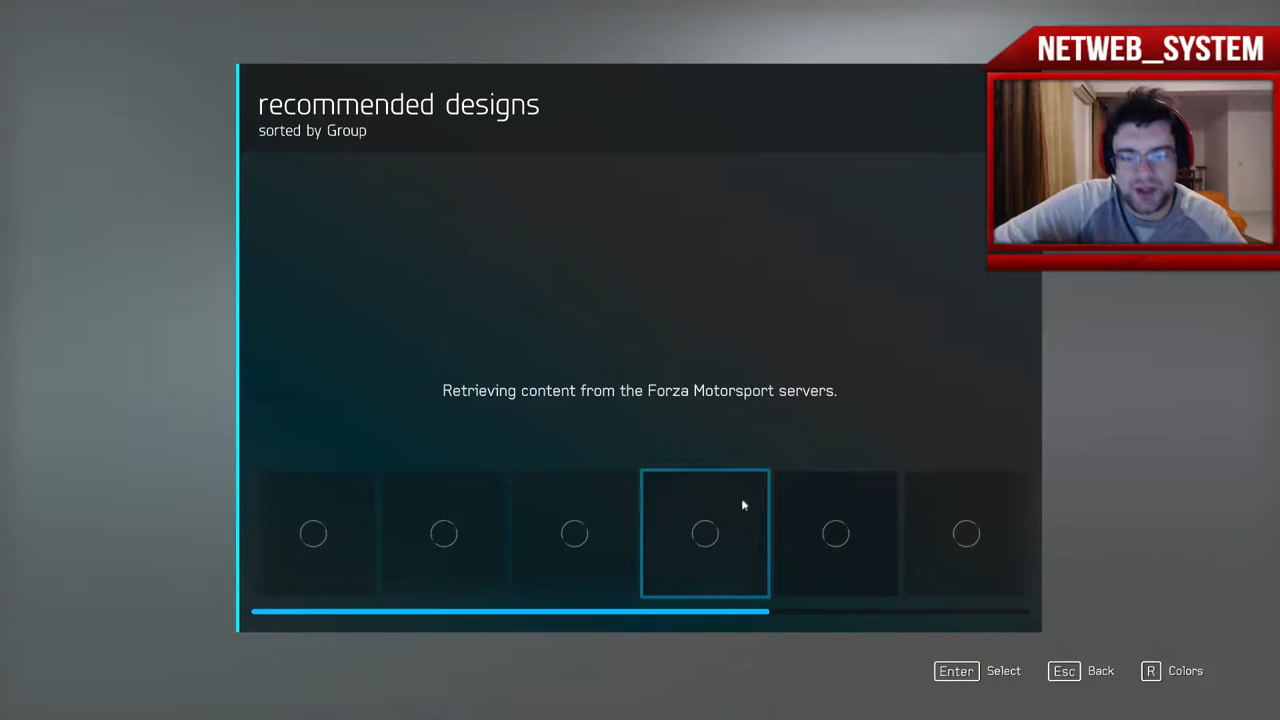 NETWEB_SYSTEM
recommended designs
sorted by Group
Retrieving content from the Forza Motorsport servers.
Enter Select Esc Back R Colors